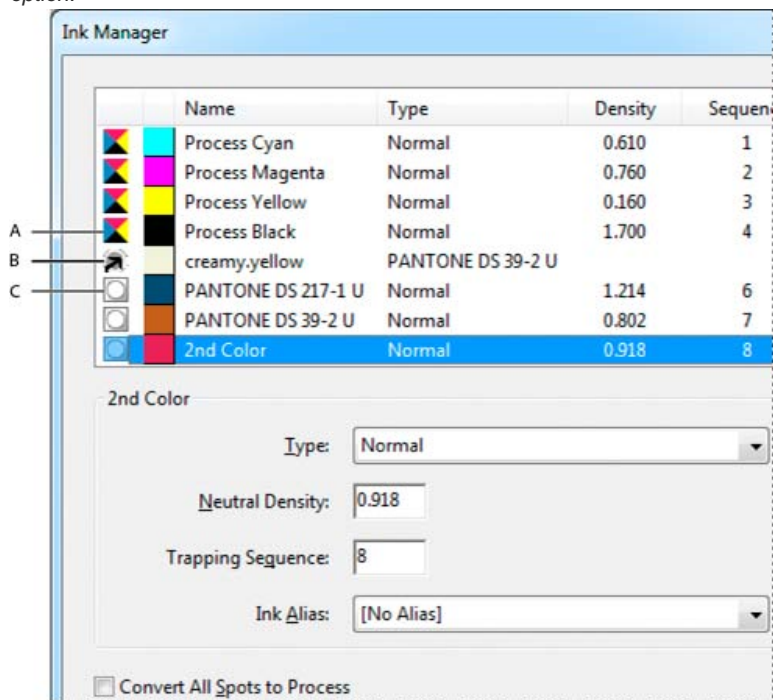 option.
Ink Manager
Name Type Density Sequen
Process Cyan Normal 0.610 1
Process Magenta Normal 0.760 2
Process Yellow Normal 0.160 3
A Process Black Normal 1.700 4
B creamy.yellow PANTONE DS 39-2 U
C PANTONE DS 217-1 U Normal 1.214 6
PANTONE DS 39-2 U Normal 0.802 7
2nd Color Normal 0.918 8
2nd Color
Type: Normal
Neutral Density: 0.918
Trapping Sequence: 8
Ink Alias: [No Alias]
Convert All Spots to Process